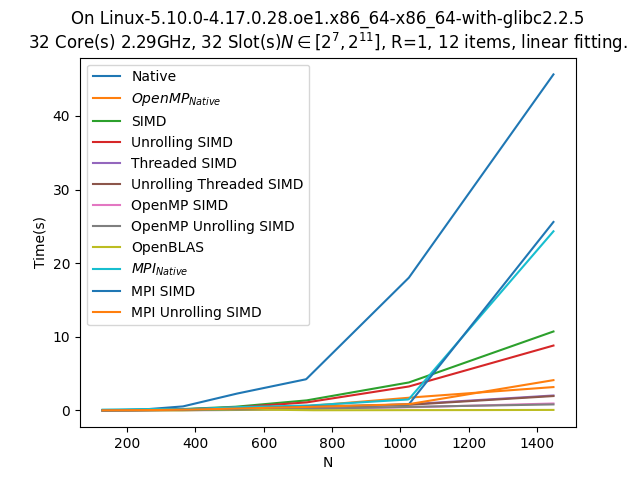 On Linux-5.10.0-4.17.0.28.oe1.x86_64-x86_64-with-glibc2.2.5
32 Core(s) 2.29GHz, 32 Slot(s)N ∈ [2^7, 2^11], R=1, 12 items, linear fitting.
Native
OpenMP_Native
SIMD
Unrolling SIMD
Threaded SIMD
Unrolling Threaded SIMD
OpenMP SIMD
OpenMP Unrolling SIMD
OpenBLAS
MPI_Native
MPI SIMD
MPI Unrolling SIMD
Time(s)
40
30
20
10
0
200 400 600 800 1000 1200 1400
N